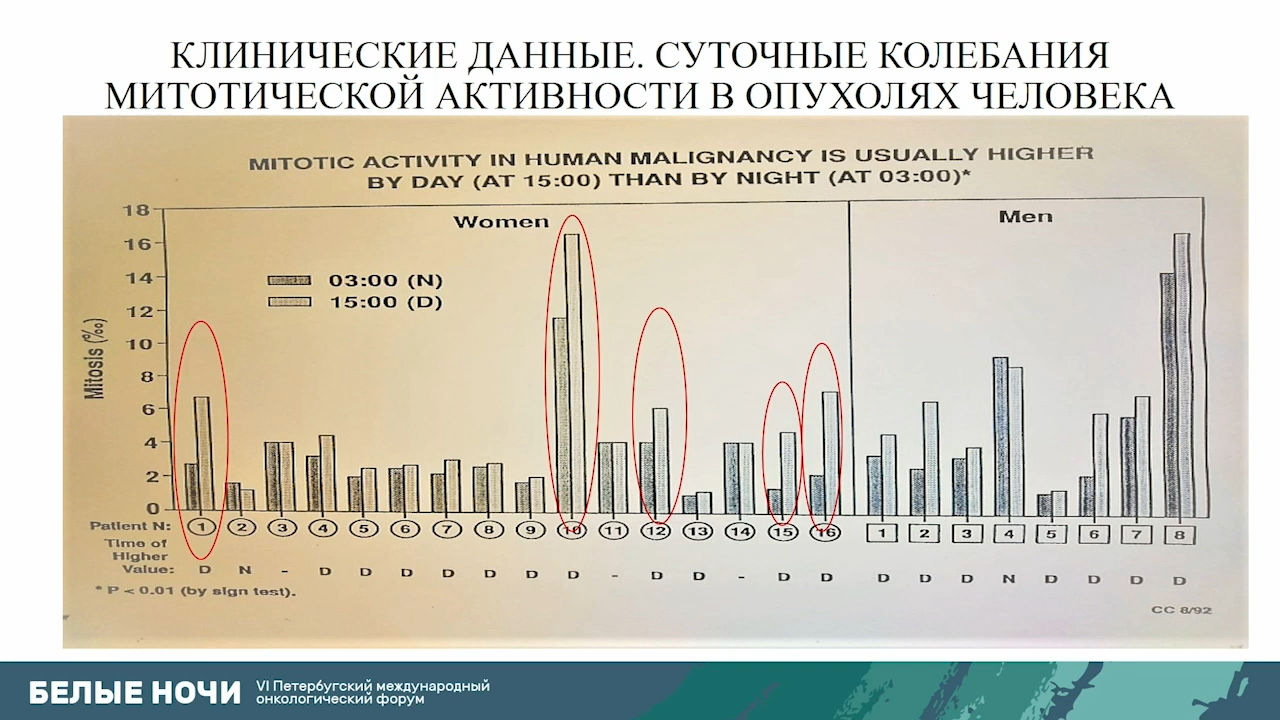 КЛИНИЧЕСКИЕ ДАННЫЕ. СУТОЧНЫЕ КОЛЕБАНИЯ
МИТОТИЧЕСКОЙ АКТИВНОСТИ В ОПУХОЛЯХ ЧЕЛОВЕКА
MITOTIC ACTIVITY IN HUMAN MALIGNANCY IS USUALLY HIGHER
BY DAY (AT 15:00) THAN BY NIGHT (AT 03:00)*
Women
Men
03:00 (N)
15:00 (D)
Mitosis (‰)
18
16
14
12
10
8
6
4
2
0
Patient N: 1 2 3 4 5 6 7 8 9 10 11 12 13 14 15 16 1 2 3 4 5 6 7 8
Time of
Higher
Value: D N - D D D D D D D - D D - D D D D D N D D D D
* P < 0.01 (by sign test).
CC 8/92
БЕЛЫЕ НОЧИ
VI Петербургский международный
онкологический форум